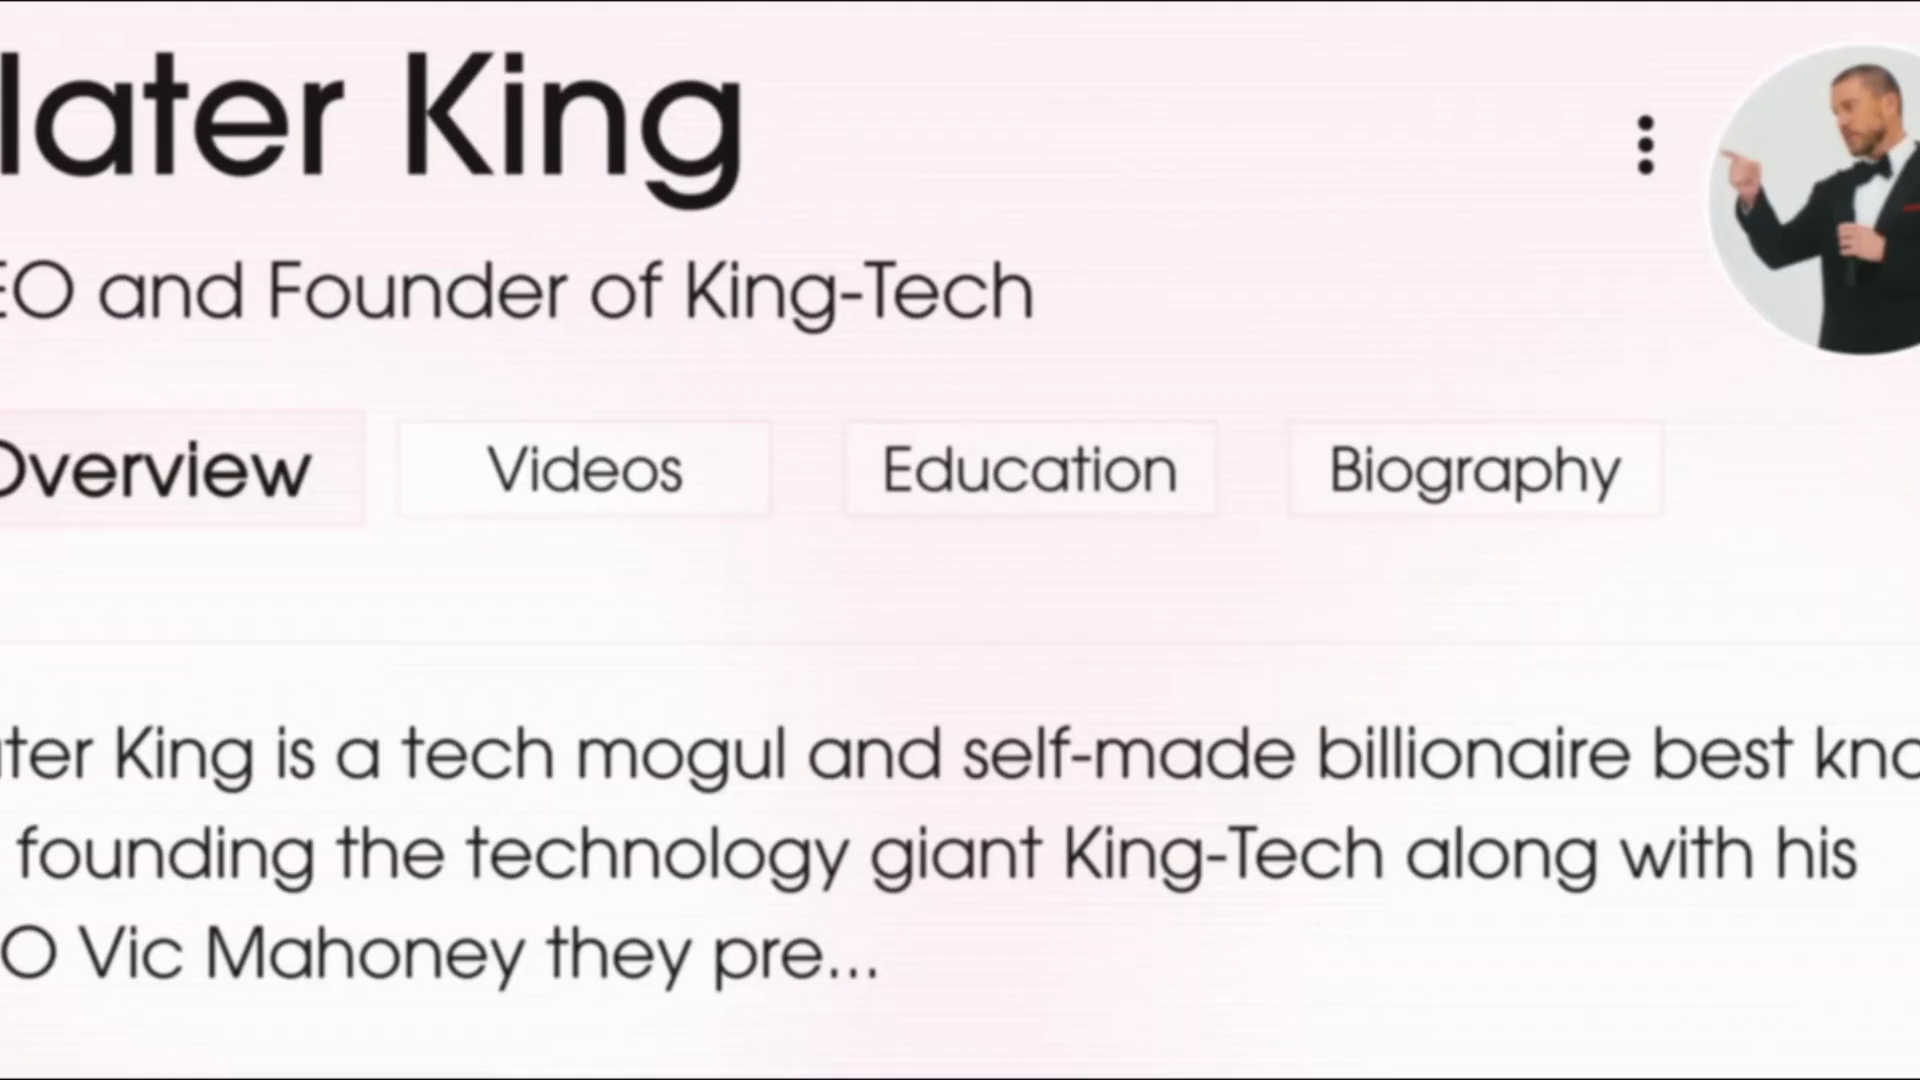 later King
EO and Founder of King-Tech
Overview
Videos
Education
Biography
ter King is a tech mogul and self-made billionaire best kno
founding the technology giant King-Tech along with his
O Vic Mahoney they pre...